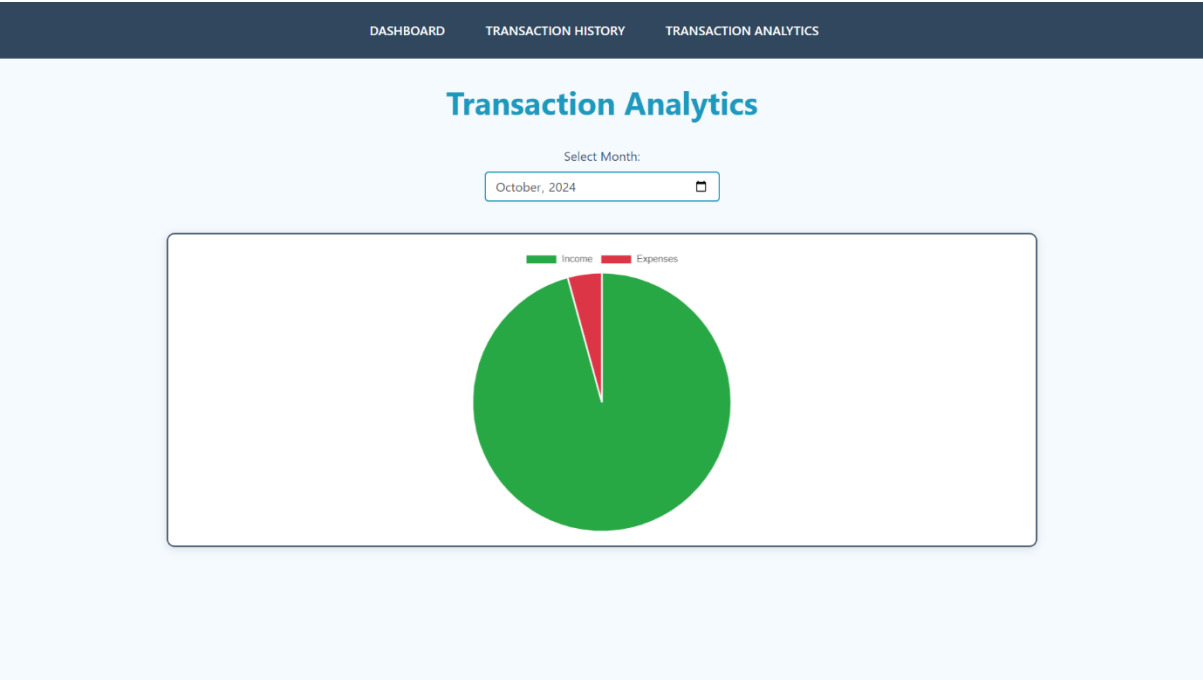 DASHBOARD TRANSACTION HISTORY TRANSACTION ANALYTICS
Transaction Analytics
Select Month:
October, 2024
Income Expenses